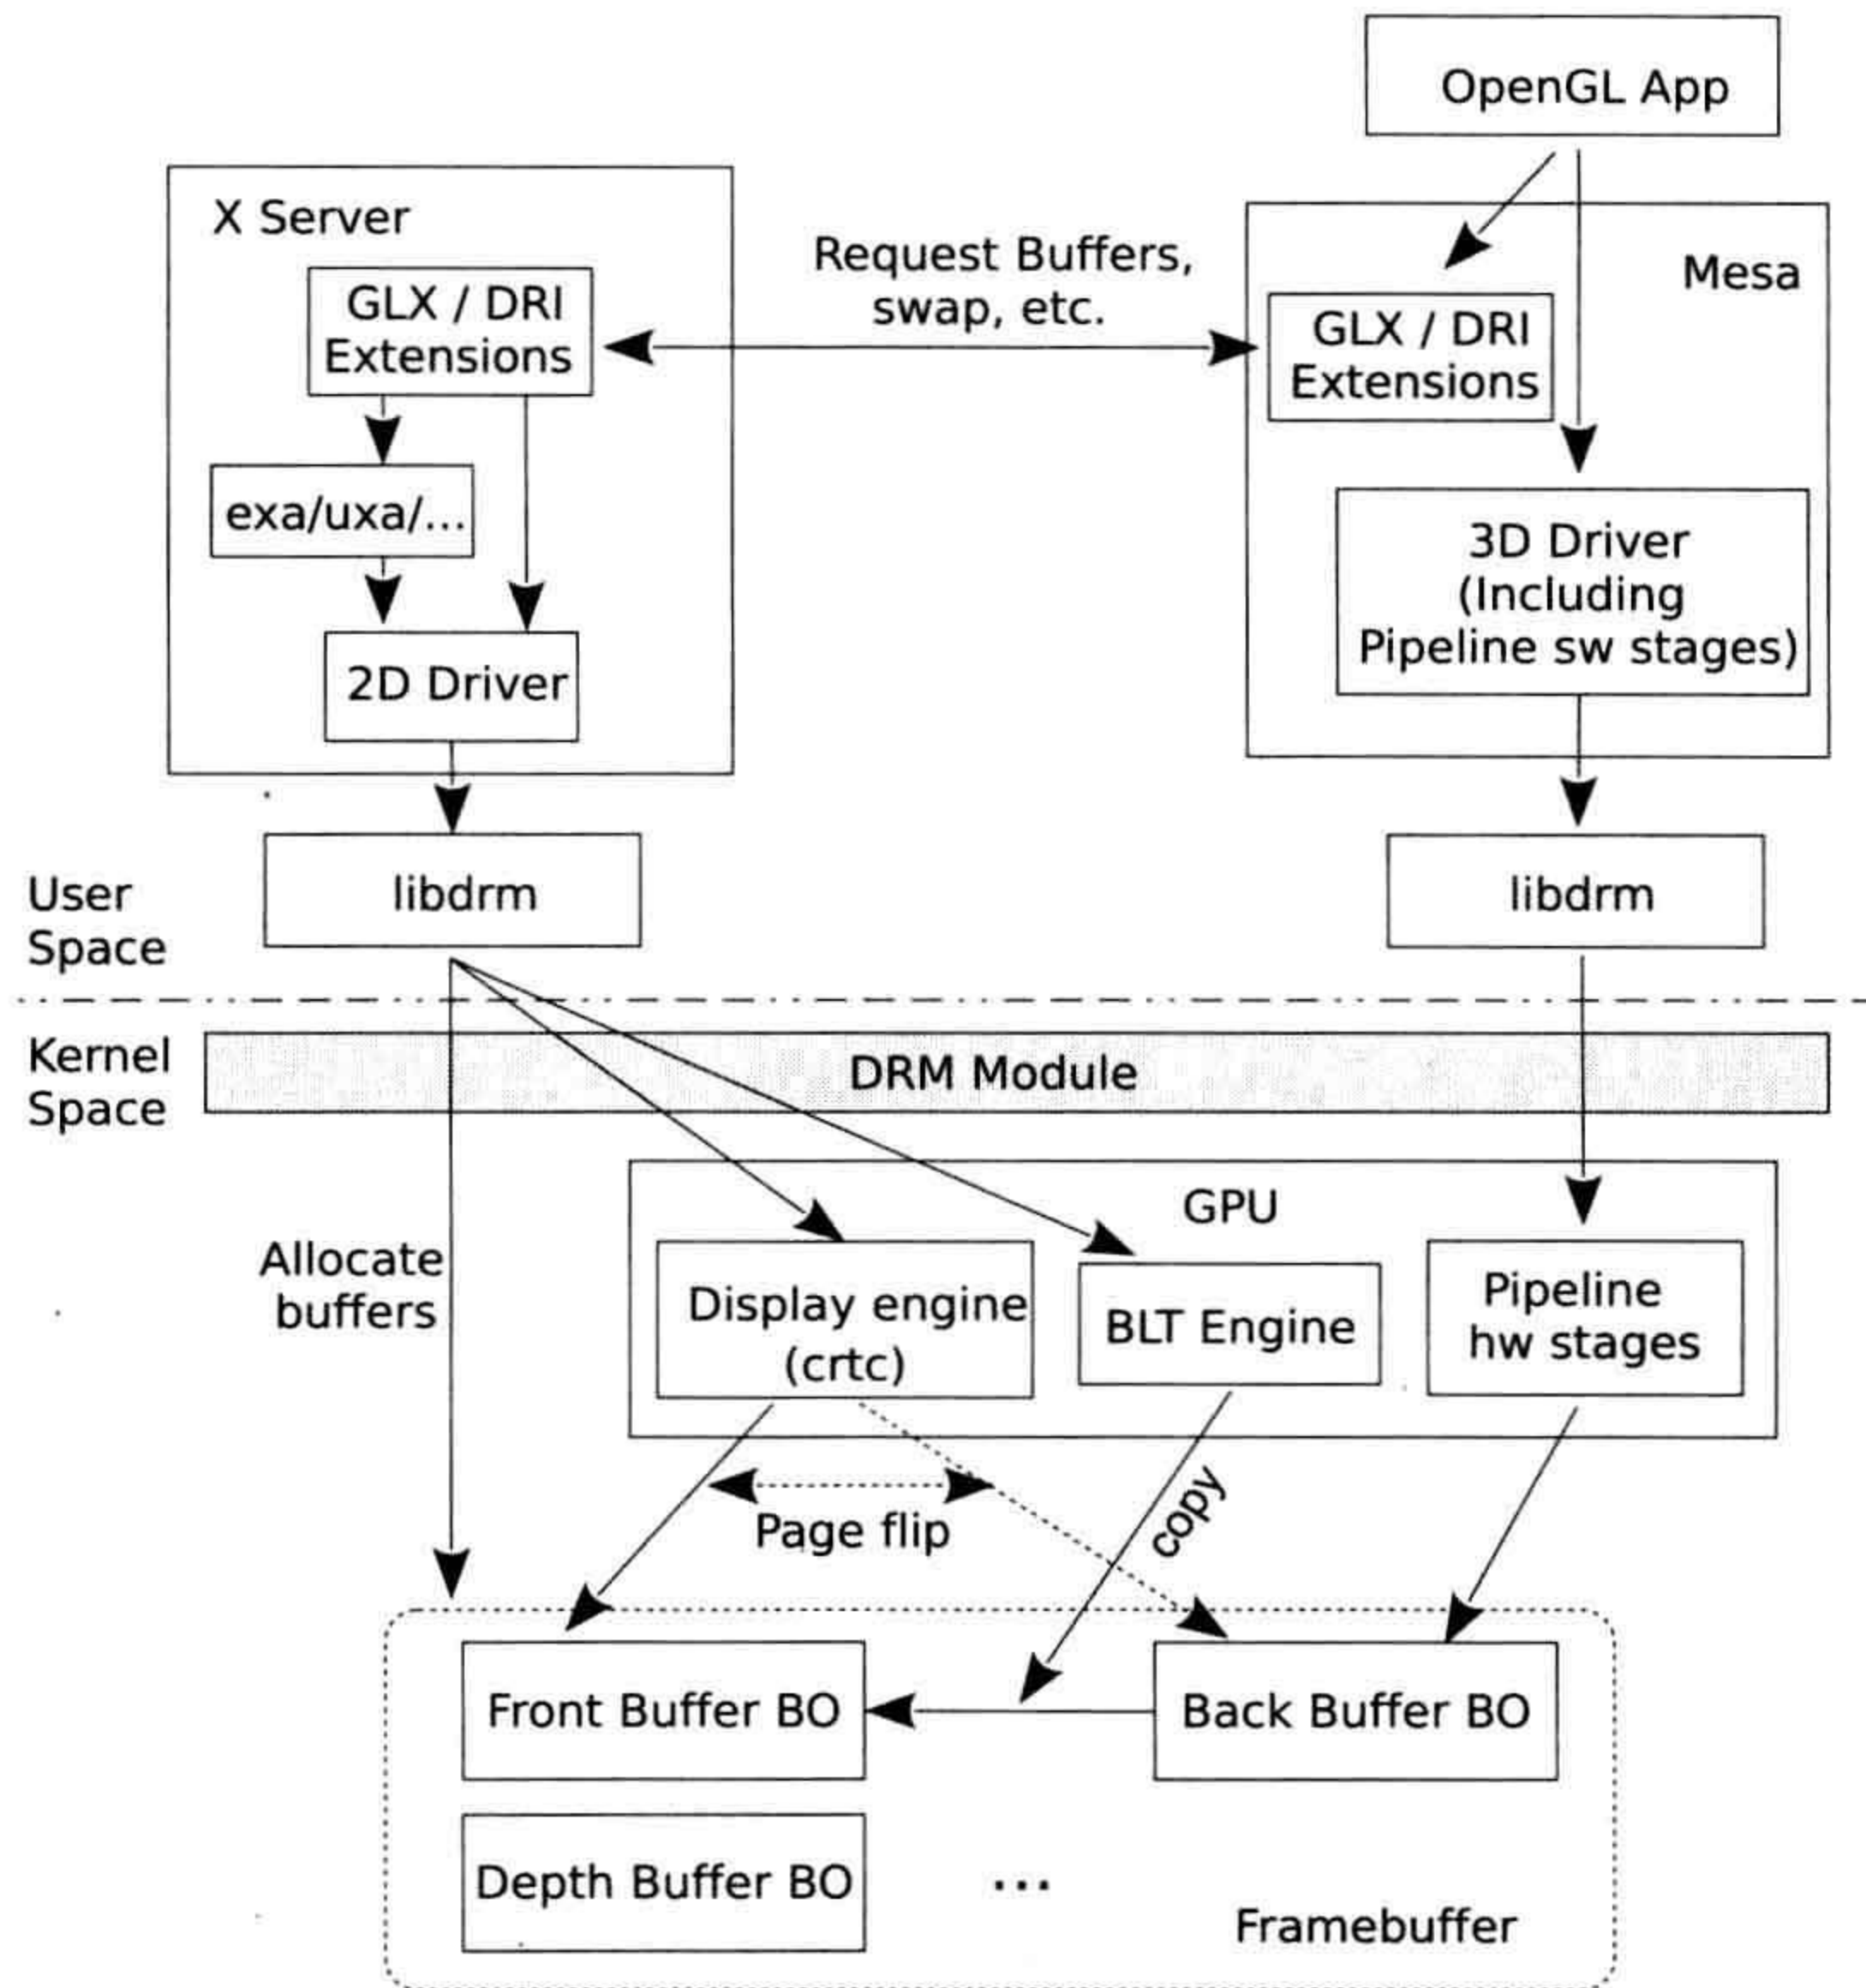 OpenGL App
X Server
GLX / DRI
Extensions
exa/uxa/...
2D Driver
Request Buffers,
swap, etc.
Mesa
GLX / DRI
Extensions
3D Driver
(Including
Pipeline sw stages)
User
Space
libdrm
libdrm
Kernel
Space
DRM Module
GPU
Allocate
buffers
Display engine
(crtc)
BLT Engine
Pipeline
hw stages
Page flip
copy
Front Buffer BO
Back Buffer BO
Depth Buffer BO
...
Framebuffer